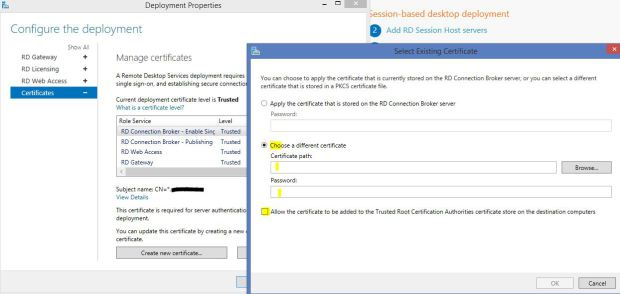 Deployment Properties
Configure the deployment
Show All
RD Gateway +
RD Licensing +
RD Web Access +
Certificates –
Manage certificates
A Remote Desktop Services deployment requires
single sign-on, and establishing secure connection
Current deployment certificate level is Trusted
What is a certificate level?
Role Service Level
RD Connection Broker - Enable Sing Trusted
RD Connection Broker - Publishing Trusted
RD Web Access Trusted
RD Gateway Trusted
Subject name: CN=*.
View Details
This certificate is required for server authentication
deployment.
You can update this certificate by creating a new
certificate.
Create new certificate...
Session-based desktop deployment
2 Add RD Session Host servers
Select Existing Certificate
You can choose to apply the certificate that is currently stored on the RD Connection Broker server, or you can select a different
certificate that is stored in a PKCS certificate file.
Apply the certificate that is stored on the RD Connection Broker server
Password:
Choose a different certificate
Certificate path:
Browse...
Password:
Allow the certificate to be added to the Trusted Root Certification Authorities certificate store on the destination computers
OK
Cancel